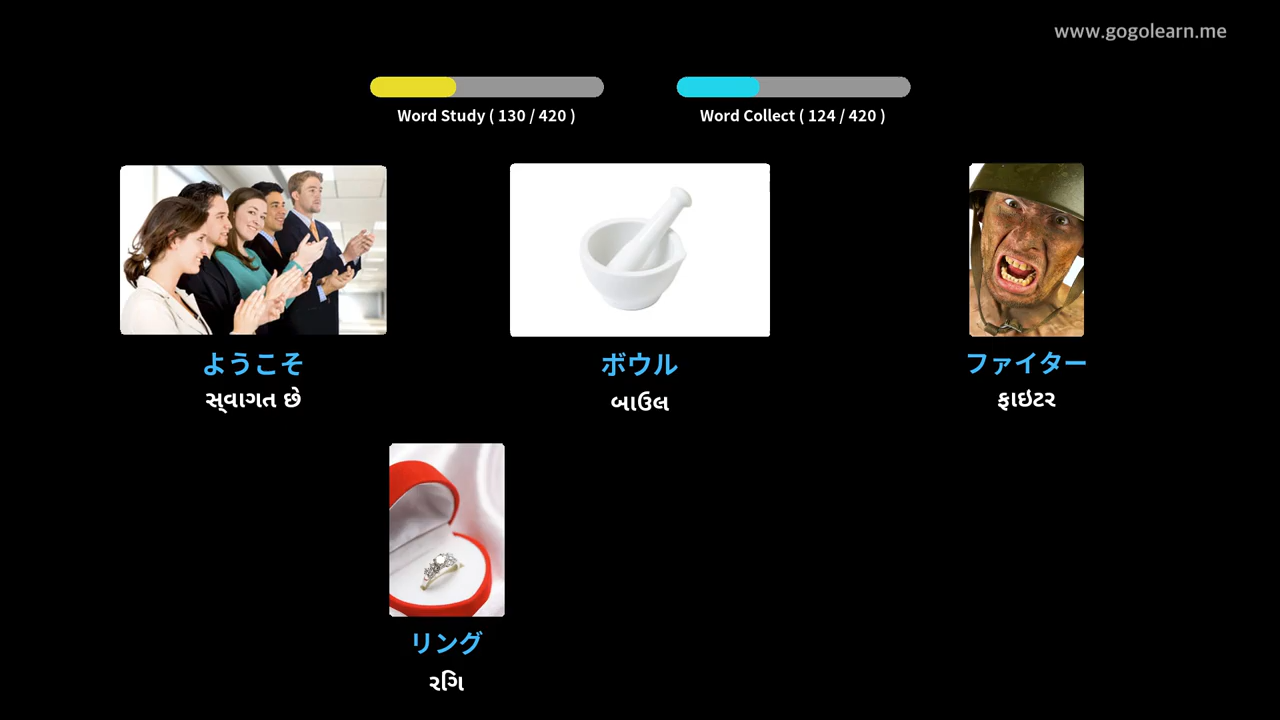 www.gogolearn.me
Word Study ( 130 / 420 )
Word Collect ( 124 / 420 )
ようこそ
સ્વાગત છે
ボウル
બાઉલ
ファイター
ફાઇટર
リング
રગિ